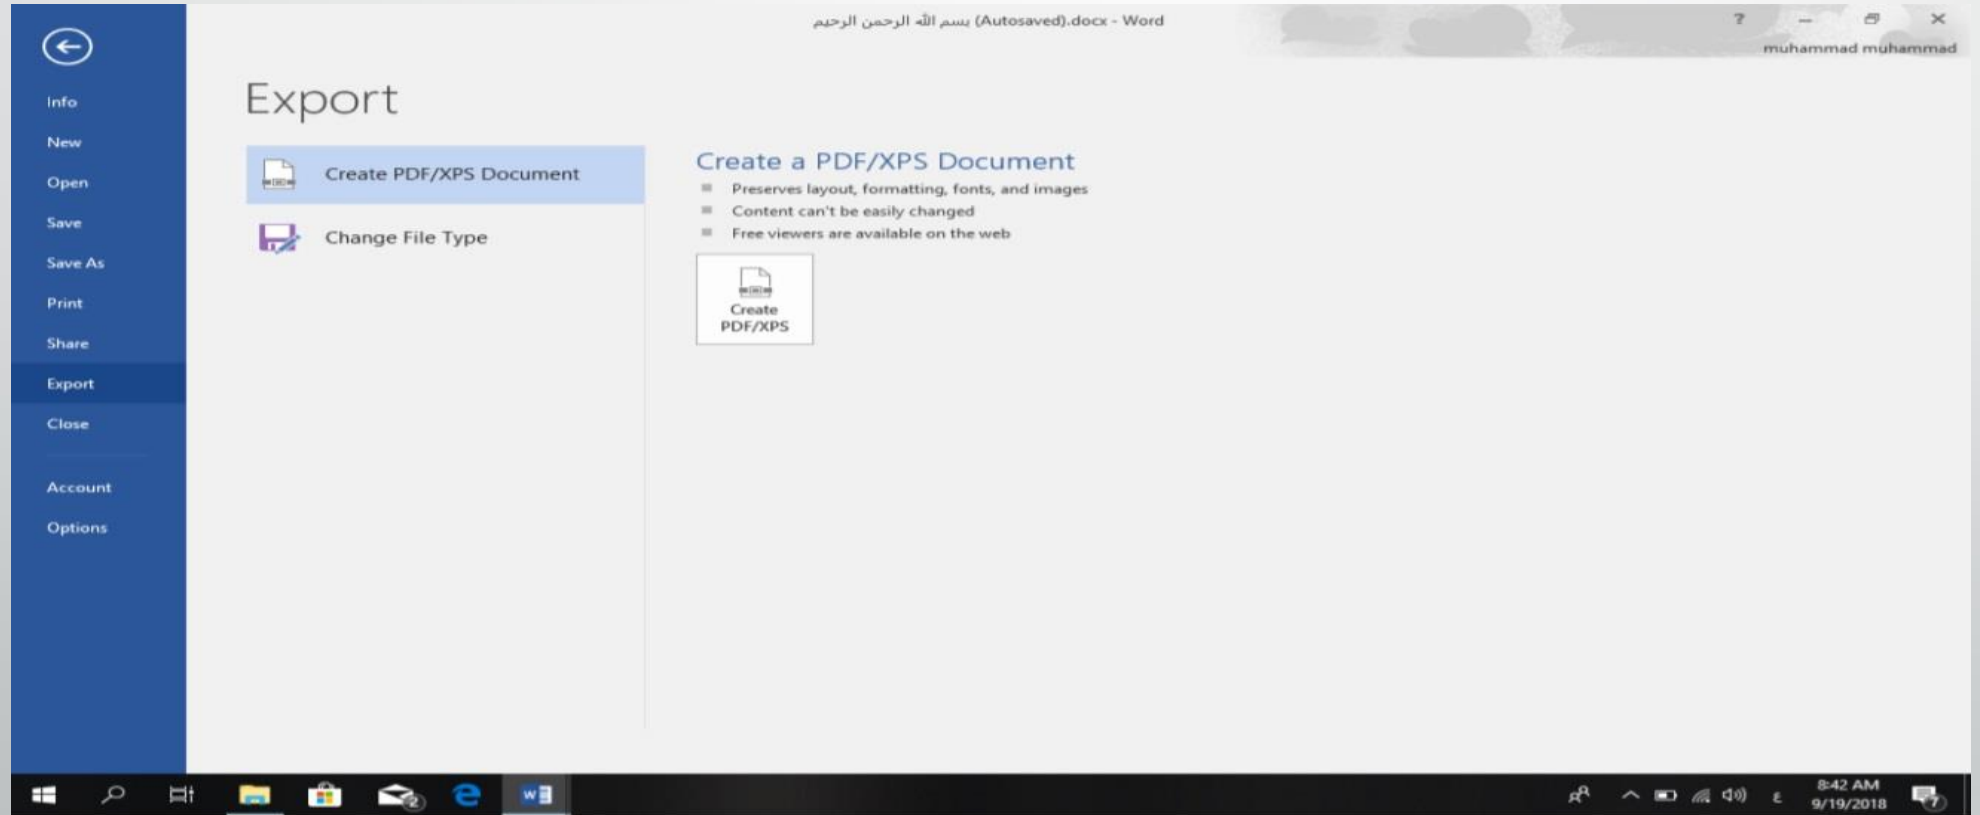 بسم الله الرحمن الرحيم (Autosaved).docx - Word
?
muhammad muhammad
Info
New
Open
Save
Save As
Print
Share
Export
Close
Account
Options
Export
Create PDF/XPS Document
Change File Type
Create a PDF/XPS Document
Preserves layout, formatting, fonts, and images
Content can't be easily changed
Free viewers are available on the web
Create
PDF/XPS
2
W
ع
8:42 AM
9/19/2018
7